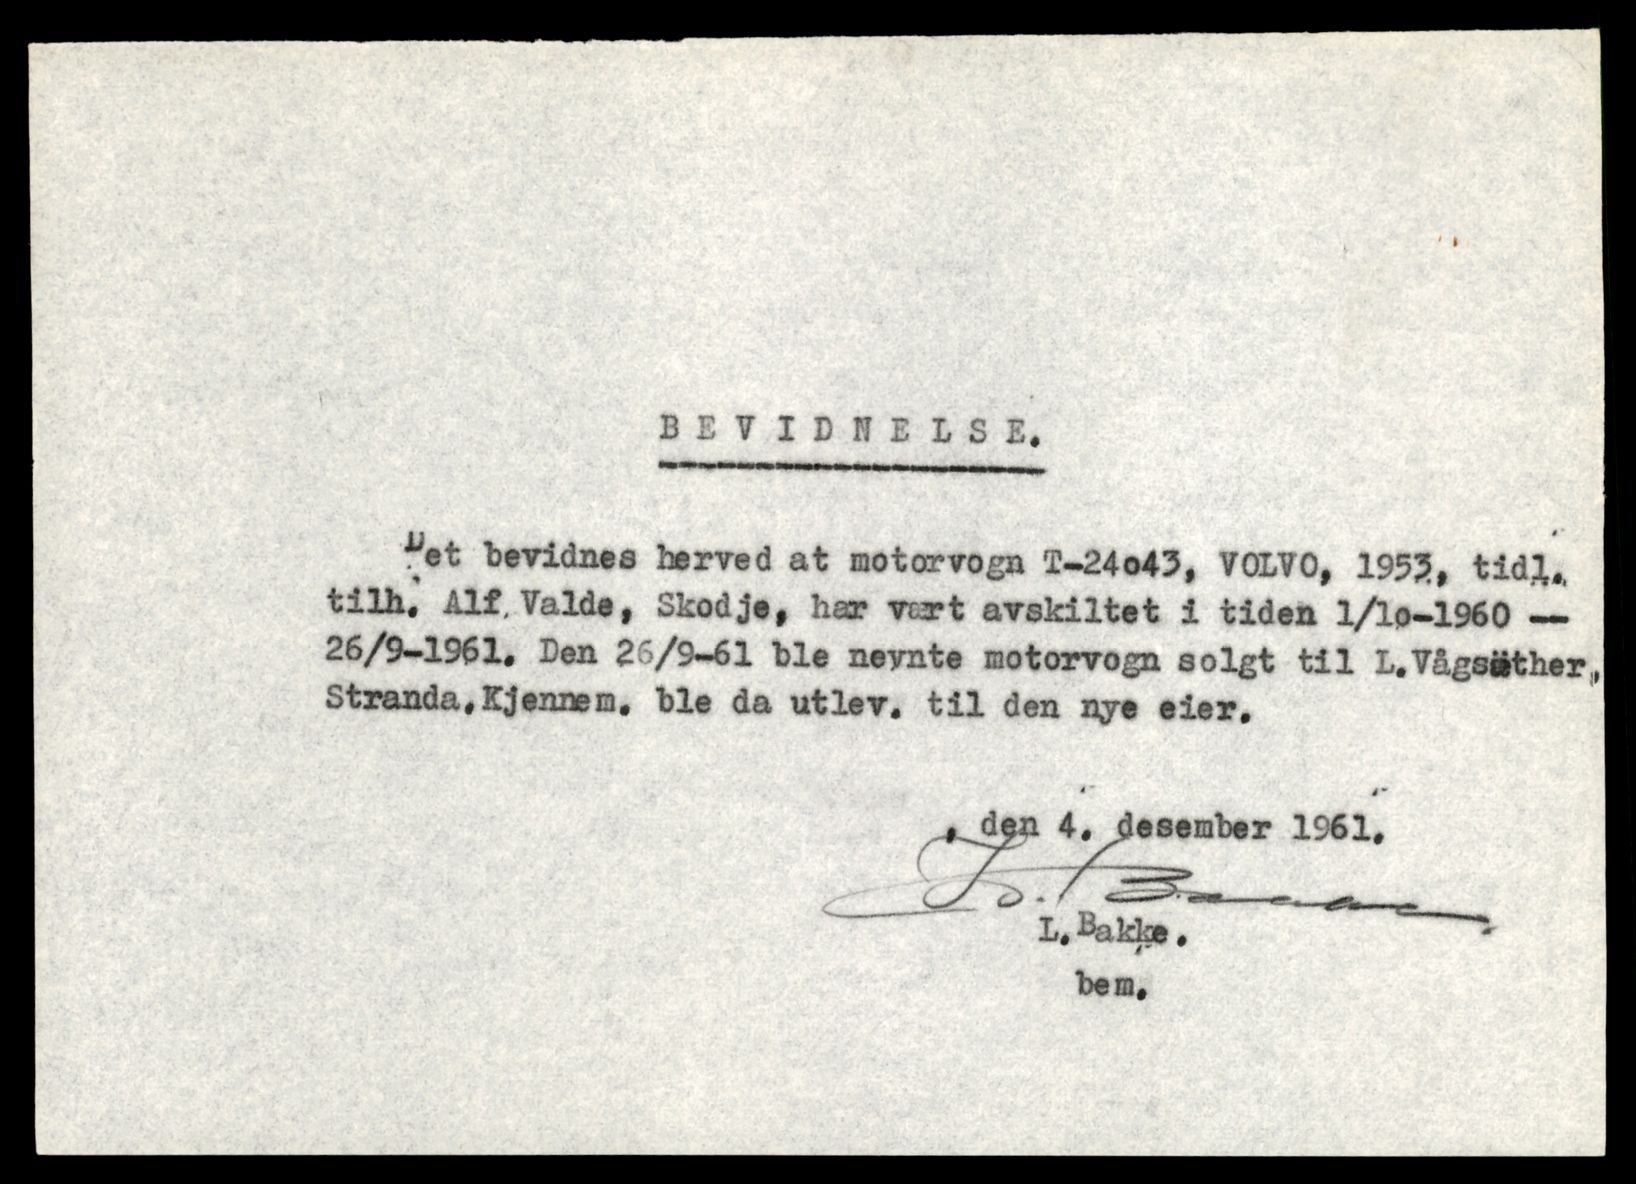 BEVIDNELSE.
Det bevidnes herved at motorvogn T-24o43, VOLVO, 1953, tidl.
tilh. Alf Valde, Skodje, har vært avskiltet i tiden 1/1o-1960 --
26/9-1961. Den 26/9-61 ble nevnte motorvogn solgt til L.Vågsæther,
Stranda.Kjennem. ble da utlev. til den nye eier.
, den 4. desember 1961.
L. Bakke
L.Bakke.
bem.